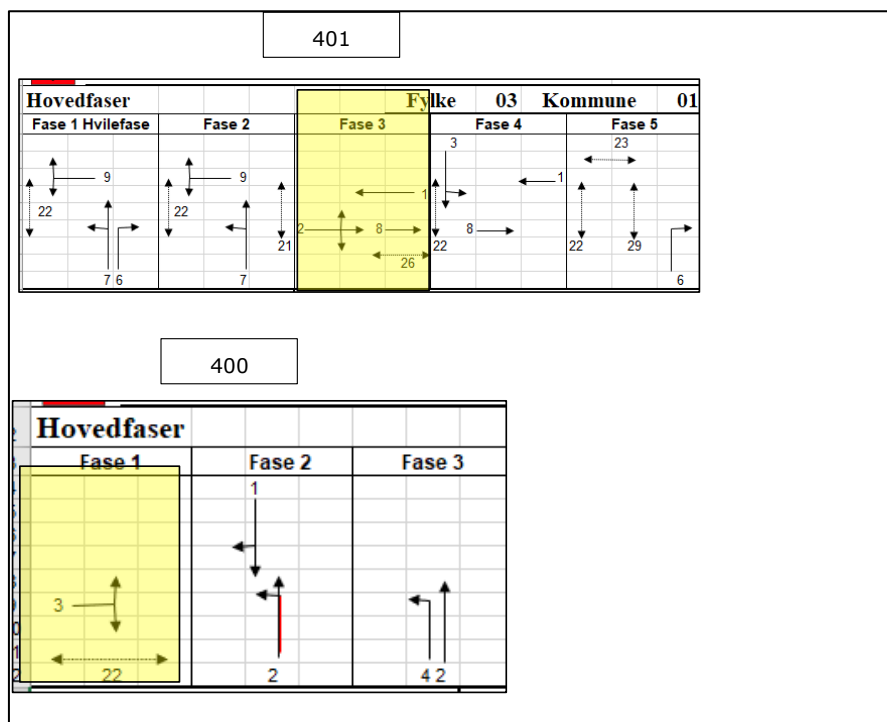 401
Hovedfaser Fylke 03 Kommune 01
Fase 1 Hvilefase Fase 2 Fase 3 Fase 4 Fase 5
3 23
9 9 1
22 22 1
2 8 22 8
21 22 29
26
7 6 7 6
400
Hovedfaser
Fase 1 Fase 2 Fase 3
1
3
22 2 4 2